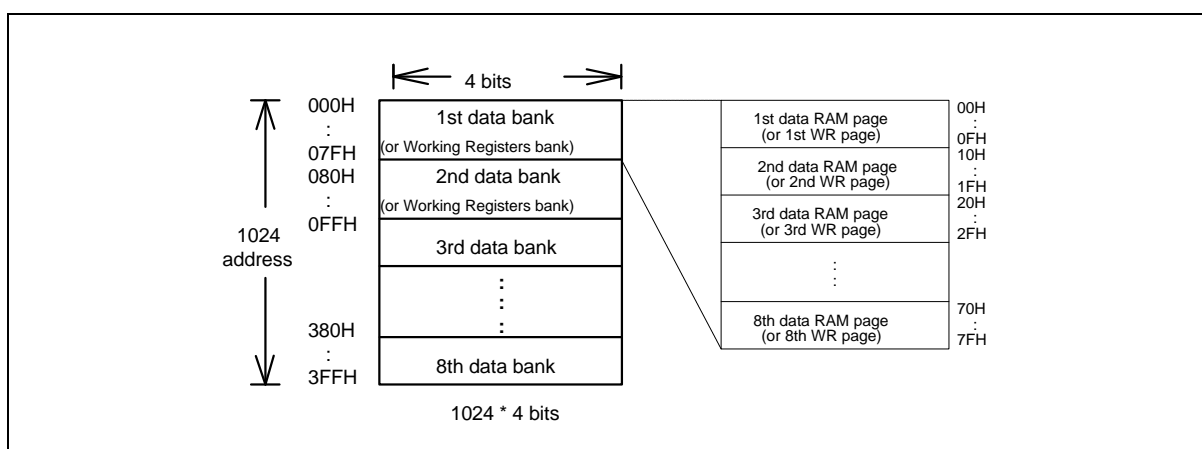 4 bits
000H
:
07FH
080H
:
0FFH
380H
:
3FFH
1024
address
1st data bank
(or Working Registers bank)
2nd data bank
(or Working Registers bank)
3rd data bank
:
:
:
8th data bank
1024 * 4 bits
1st data RAM page
(or 1st WR page)
2nd data RAM page
(or 2nd WR page)
3rd data RAM page
(or 3rd WR page)
:
:
8th data RAM page
(or 8th WR page)
00H
:
0FH
10H
:
1FH
20H
:
2FH
70H
:
7FH